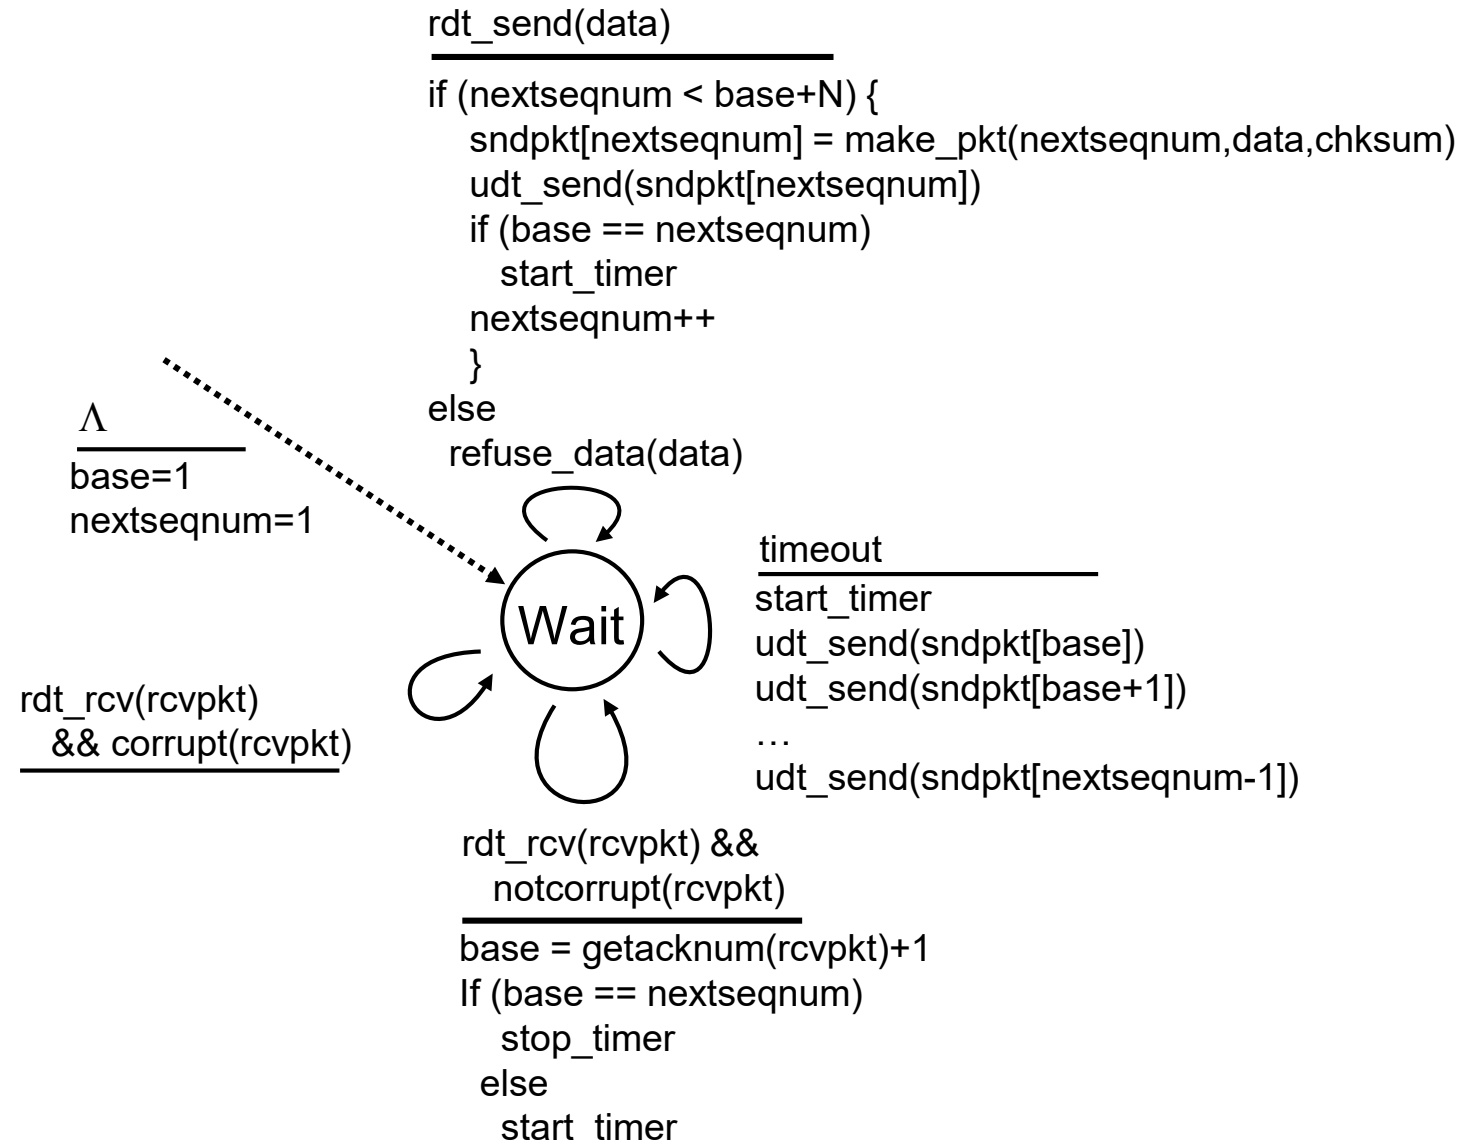 rdt_send(data)
if (nextseqnum < base+N) {
sndpkt[nextseqnum] = make_pkt(nextseqnum,data,chksum)
udt_send(sndpkt[nextseqnum])
if (base == nextseqnum)
start_timer
nextseqnum++
}
else
refuse_data(data)
Λ
base=1
nextseqnum=1
timeout
start_timer
udt_send(sndpkt[base])
udt_send(sndpkt[base+1])
…
udt_send(sndpkt[nextseqnum-1])
Wait
rdt_rcv(rcvpkt)
&& corrupt(rcvpkt)
rdt_rcv(rcvpkt) &&
notcorrupt(rcvpkt)
base = getacknum(rcvpkt)+1
If (base == nextseqnum)
stop_timer
else
start_timer